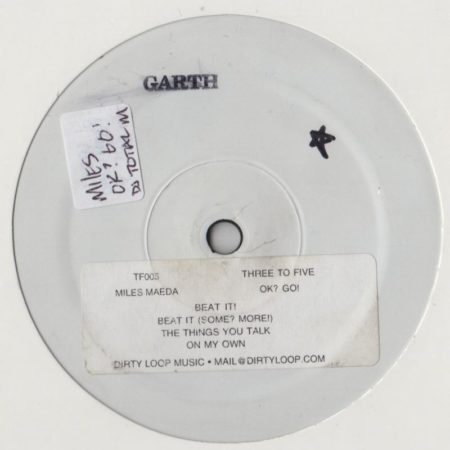 GARTH
MILES
OK? GO!
DJ TOTAL M
TF005 THREE TO FIVE
MILES MAEDA OK? GO!
BEAT IT!
BEAT IT (SOME? MORE!)
THE THINGS YOU TALK
ON MY OWN
DIRTY LOOP MUSIC • MAIL@DIRTYLOOP.COM